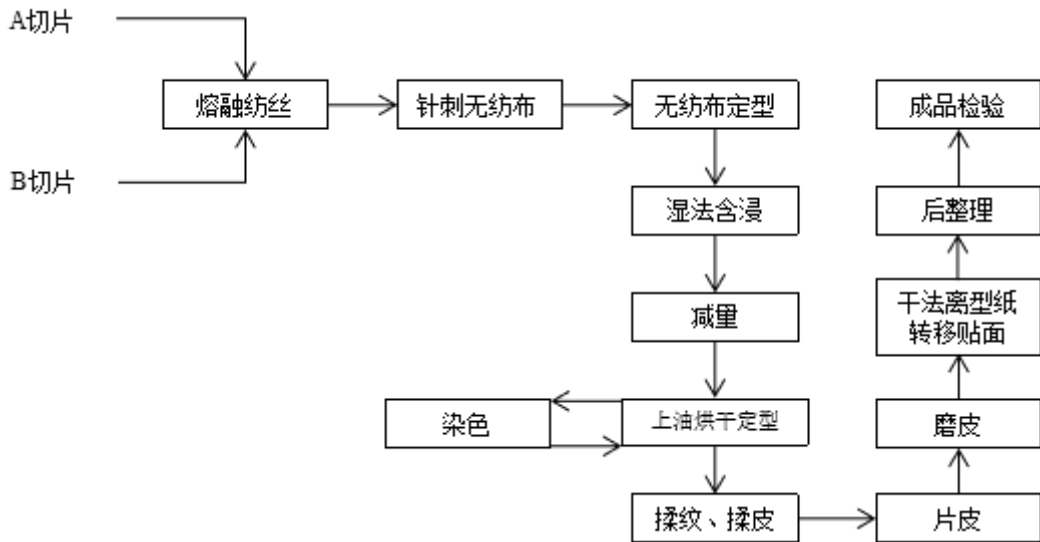 A切片
熔融纺丝
针刺无纺布
无纺布定型
成品检验
B切片
湿法含浸
后整理
减量
干法离型纸
转移贴面
染色
上油烘干定型
磨皮
揉纹、揉皮
片皮